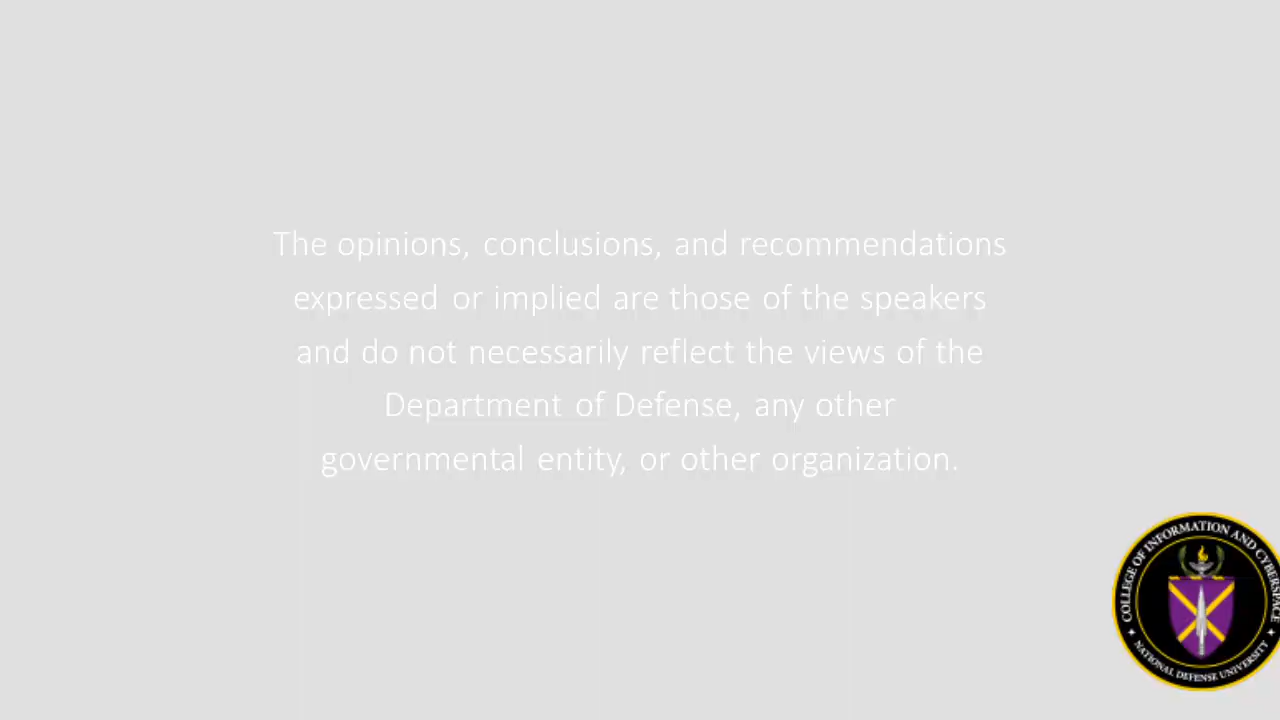 The opinions, conclusions, and recommendations
expressed or implied are those of the speakers
and do not necessarily reflect the views of the
Department of Defense, any other
governmental entity, or other organization.
COLLEGE OF INFORMATION AND CYBERSPACE
NATIONAL DEFENSE UNIVERSITY